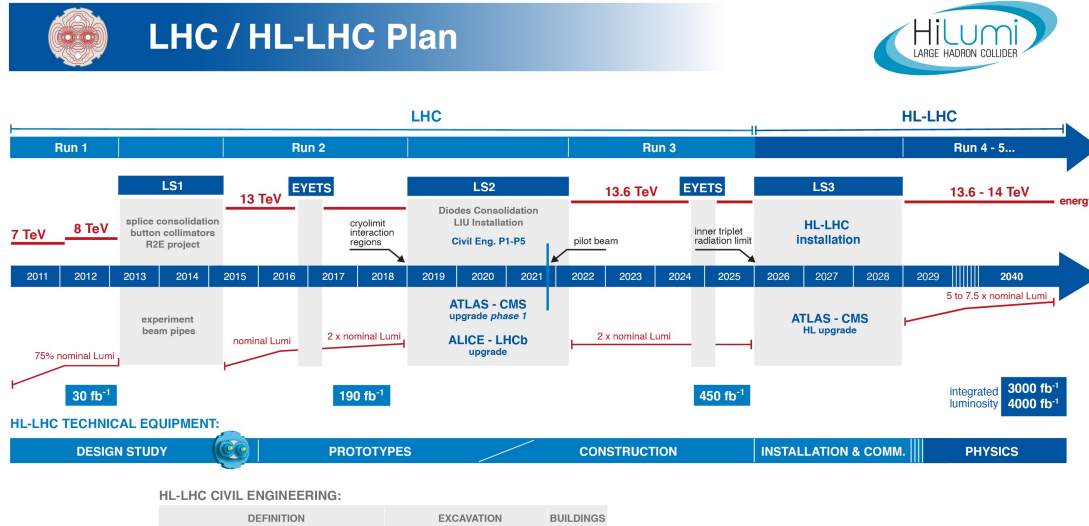 LHC / HL-LHC Plan
HiLumi
LARGE HADRON COLLIDER
LHC
HL-LHC
Run 1
Run 2
Run 3
Run 4 - 5...
LS1
EYETS
LS2
EYETS
LS3
7 TeV
8 TeV
13 TeV
13.6 TeV
13.6 - 14 TeV
energy
splice consolidation
button collimators
R2E project
cryolimit
interaction
regions
Diodes Consolidation
LIU Installation
Civil Eng. P1-P5
pilot beam
inner triplet
radiation limit
HL-LHC
installation
2011 2012 2013 2014 2015 2016 2017 2018 2019 2020 2021 2022 2023 2024 2025 2026 2027 2028 2029 2040
experiment
beam pipes
ATLAS - CMS
upgrade phase 1
ALICE - LHCb
upgrade
ATLAS - CMS
HL upgrade
75% nominal Lumi
nominal Lumi
2 x nominal Lumi
2 x nominal Lumi
5 to 7.5 x nominal Lumi
30 fb⁻¹
190 fb⁻¹
450 fb⁻¹
integrated
luminosity
3000 fb⁻¹
4000 fb⁻¹
HL-LHC TECHNICAL EQUIPMENT:
DESIGN STUDY
PROTOTYPES
CONSTRUCTION
INSTALLATION & COMM.
PHYSICS
HL-LHC CIVIL ENGINEERING:
DEFINITION
EXCAVATION
BUILDINGS